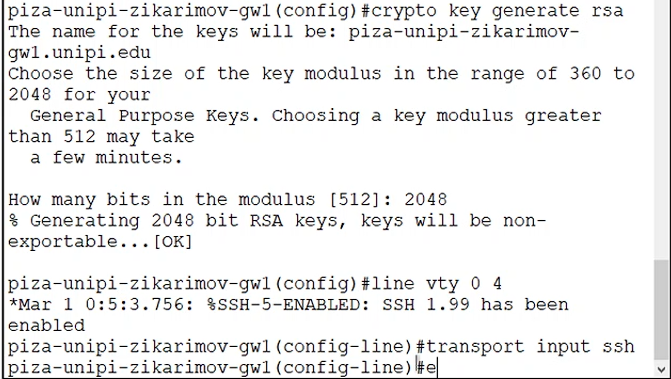 piza-unipi-zikarimov-gw1(config)#crypto key generate rsa
The name for the keys will be: piza-unipi-zikarimov-
gw1.unipi.edu
Choose the size of the key modulus in the range of 360 to
2048 for your
  General Purpose Keys. Choosing a key modulus greater
than 512 may take
  a few minutes.

How many bits in the modulus [512]: 2048
% Generating 2048 bit RSA keys, keys will be non-
exportable...[OK]

piza-unipi-zikarimov-gw1(config)#line vty 0 4
*Mar 1 0:5:3.756: %SSH-5-ENABLED: SSH 1.99 has been
enabled
piza-unipi-zikarimov-gw1(config-line)#transport input ssh
piza-unipi-zikarimov-gw1(config-line)#e